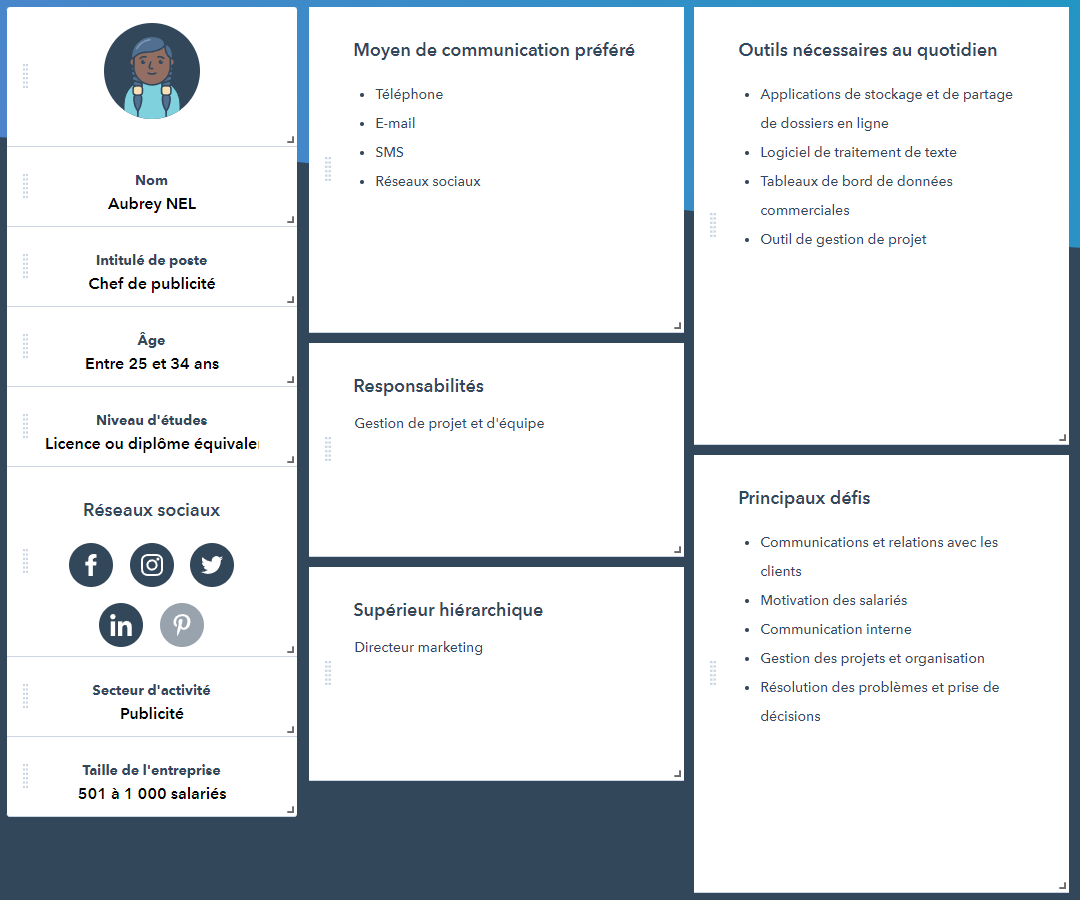 Nom
Aubrey NEL
Intitulé de poste
Chef de publicité
Âge
Entre 25 et 34 ans
Niveau d'études
Licence ou diplôme équivaler
Réseaux sociaux
Secteur d'activité
Publicité
Taille de l'entreprise
501 à 1 000 salariés
Moyen de communication préféré
Téléphone
E-mail
SMS
Réseaux sociaux
Responsabilités
Gestion de projet et d'équipe
Supérieur hiérarchique
Directeur marketing
Outils nécessaires au quotidien
Applications de stockage et de partage
de dossiers en ligne
Logiciel de traitement de texte
Tableaux de bord de données
commerciales
Outil de gestion de projet
Principaux défis
Communications et relations avec les
clients
Motivation des salariés
Communication interne
Gestion des projets et organisation
Résolution des problèmes et prise de
décisions